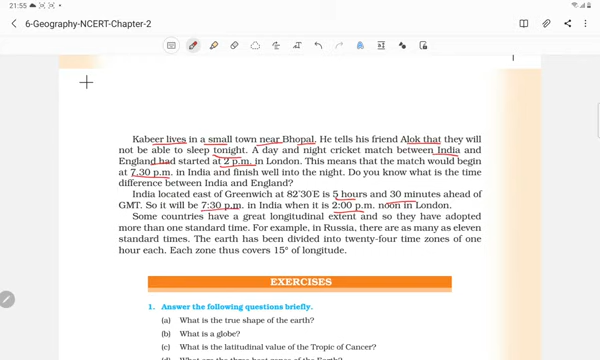 21:55
6-Geography-NCERT-Chapter-2
Kabeer lives in a small town near Bhopal. He tells his friend Alok that they will
not be able to sleep tonight. A day and night cricket match between India and
England had started at 2 p.m. in London. This means that the match would begin
at 7.30 p.m. in India and finish well into the night. Do you know what is the time
difference between India and England?
India located east of Greenwich at 82°30'E is 5 hours and 30 minutes ahead of
GMT. So it will be 7:30 p.m. in India when it is 2:00 p.m. noon in London.
Some countries have a great longitudinal extent and so they have adopted
more than one standard time. For example, in Russia, there are as many as eleven
standard times. The earth has been divided into twenty-four time zones of one
hour each. Each zone thus covers 15° of longitude.
EXERCISES
1. Answer the following questions briefly.
(a) What is the true shape of the earth?
(b) What is a globe?
(c) What is the latitudinal value of the Tropic of Cancer?
(d) What are the three heat zones of the Earth?